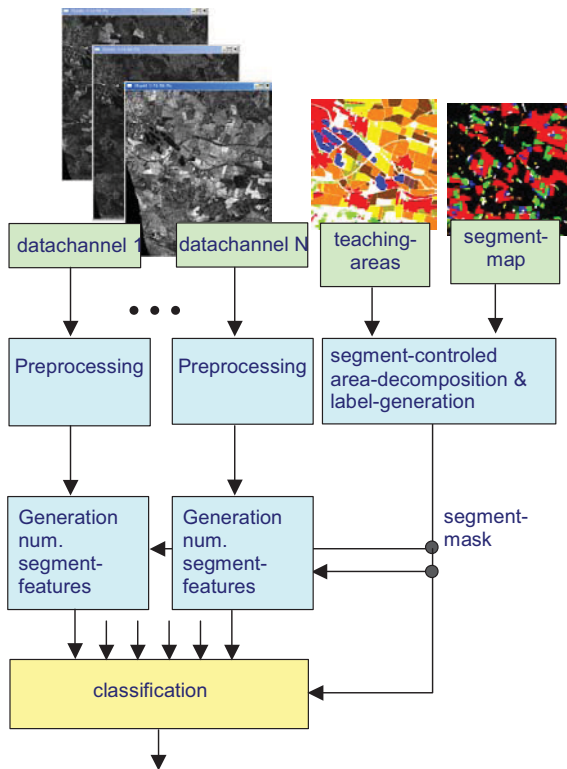 datachannel 1
datachannel N
teaching-
areas
segment-
map
Preprocessing
Preprocessing
segment-controled
area-decomposition &
label-generation
Generation
num.
segment-
features
Generation
num.
segment-
features
segment-
mask
classification